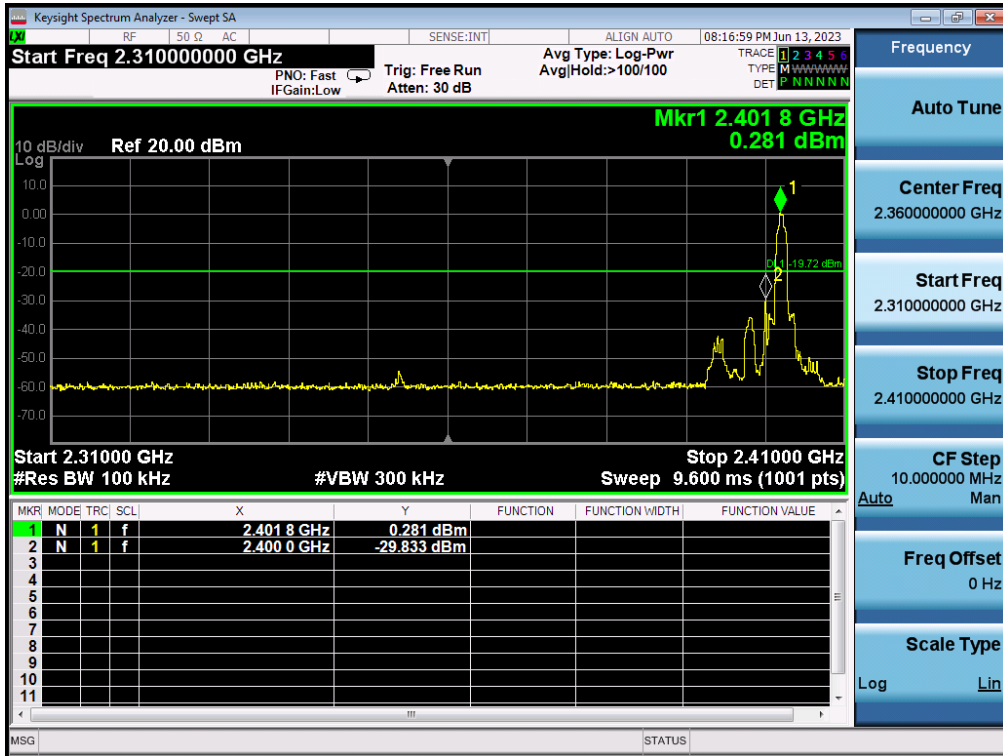 Keysight Spectrum Analyzer - Swept SA
LXI RF 50 Ω AC SENSE:INT ALIGN AUTO 08:16:59 PM Jun 13, 2023
Start Freq 2.310000000 GHz
PNO: Fast
IFGain:Low
Trig: Free Run
Atten: 30 dB
Avg Type: Log-Pwr
Avg|Hold:>100/100
TRACE 1 2 3 4 5 6
TYPE M WWWWW
DET P N N N N N
Mkr1 2.401 8 GHz
0.281 dBm
10 dB/div Ref 20.00 dBm
Log
10.0
0.00
-10.0
-20.0
-30.0
-40.0
-50.0
-60.0
-70.0
1
DL1 -19.72 dBm
2
Start 2.31000 GHz Stop 2.41000 GHz
#Res BW 100 kHz #VBW 300 kHz Sweep 9.600 ms (1001 pts)
MKR MODE TRC SCL X Y FUNCTION FUNCTION WIDTH FUNCTION VALUE
1 N 1 f 2.401 8 GHz 0.281 dBm
2 N 1 f 2.400 0 GHz -29.833 dBm
3
4
5
6
7
8
9
10
11
MSG STATUS
Frequency
Auto Tune
Center Freq
2.360000000 GHz
Start Freq
2.310000000 GHz
Stop Freq
2.410000000 GHz
CF Step
10.000000 MHz
Auto Man
Freq Offset
0 Hz
Scale Type
Log Lin